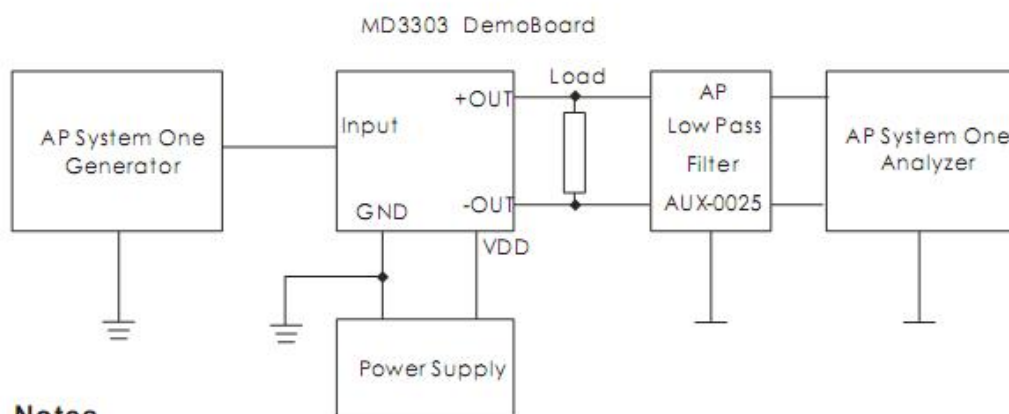 MD3303 DemoBoard
AP System One
Generator
Input
+OUT
-OUT
GND
VDD
Load
AP
Low Pass
Filter
AUX-0025
AP System One
Analyzer
Power Supply
Notes